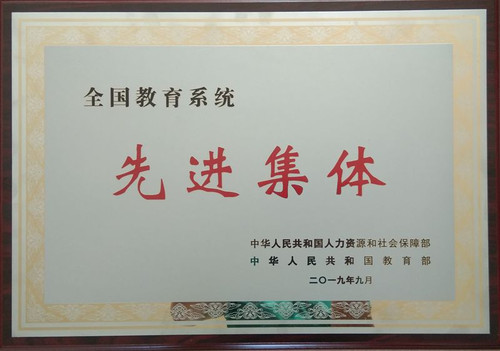 全国教育系统
先进集体
中华人民共和国人力资源和社会保障部
中华人民共和国教育部
二〇一九年九月